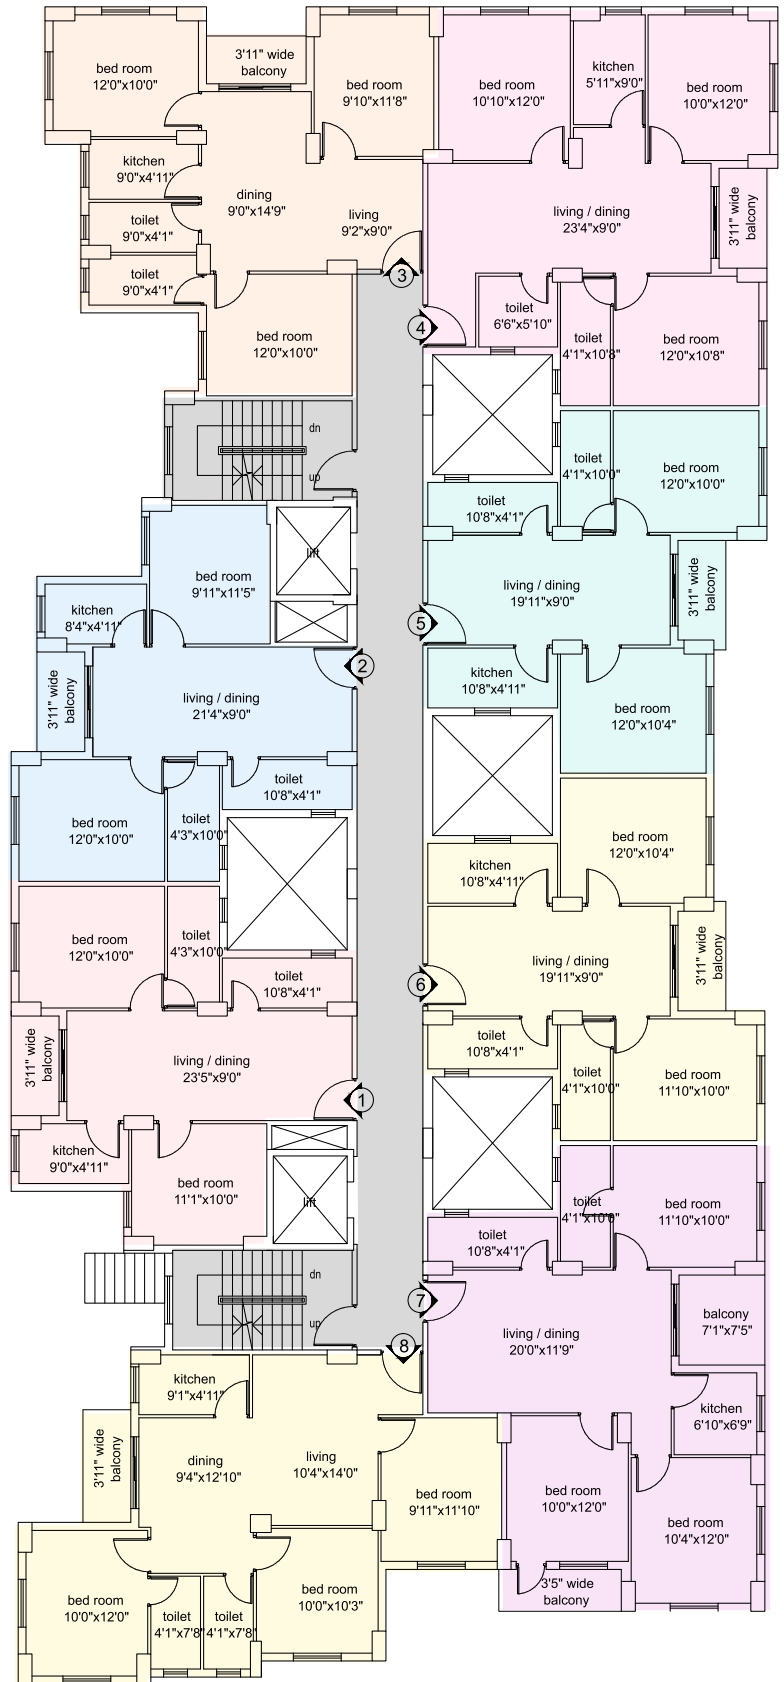 bed room
12'0"x10'0"
3'11" wide
balcony
bed room
9'10"x11'8"
bed room
10'10"x12'0"
kitchen
5'11"x9'0"
bed room
10'0"x12'0"
kitchen
9'0"x4'11"
toilet
9'0"x4'1"
toilet
9'0"x4'1"
dining
9'0"x14'9"
living
9'2"x9'0"
3
living / dining
23'4"x9'0"
3'11" wide
balcony
4
toilet
6'6"x5'10"
toilet
4'1"x10'8"
bed room
12'0"x10'8"
bed room
12'0"x10'0"
dn
up
toilet
4'1"x10'0"
bed room
12'0"x10'0"
toilet
10'8"x4'1"
lift
bed room
9'11"x11'5"
kitchen
8'4"x4'11"
living / dining
19'11"x9'0"
3'11" wide
balcony
5
2
3'11" wide
balcony
living / dining
21'4"x9'0"
kitchen
10'8"x4'11"
bed room
12'0"x10'4"
toilet
10'8"x4'1"
bed room
12'0"x10'0"
toilet
4'3"x10'0"
bed room
12'0"x10'4"
kitchen
10'8"x4'11"
bed room
12'0"x10'0"
toilet
4'3"x10'0"
toilet
10'8"x4'1"
living / dining
19'11"x9'0"
3'11" wide
balcony
6
3'11" wide
balcony
living / dining
23'5"x9'0"
1
toilet
10'8"x4'1"
toilet
4'1"x10'0"
bed room
11'10"x10'0"
kitchen
9'0"x4'11"
bed room
11'1"x10'0"
lift
toilet
4'1"x10'0"
bed room
11'10"x10'0"
toilet
10'8"x4'1"
dn
up
7
8
living / dining
20'0"x11'9"
balcony
7'1"x7'5"
kitchen
9'1"x4'11"
kitchen
6'10"x6'9"
3'11" wide
balcony
dining
9'4"x12'10"
living
10'4"x14'0"
bed room
9'11"x11'10"
bed room
10'0"x12'0"
bed room
10'4"x12'0"
bed room
10'0"x12'0"
toilet
4'1"x7'8"
toilet
4'1"x7'8"
bed room
10'0"x10'3"
3'5" wide
balcony